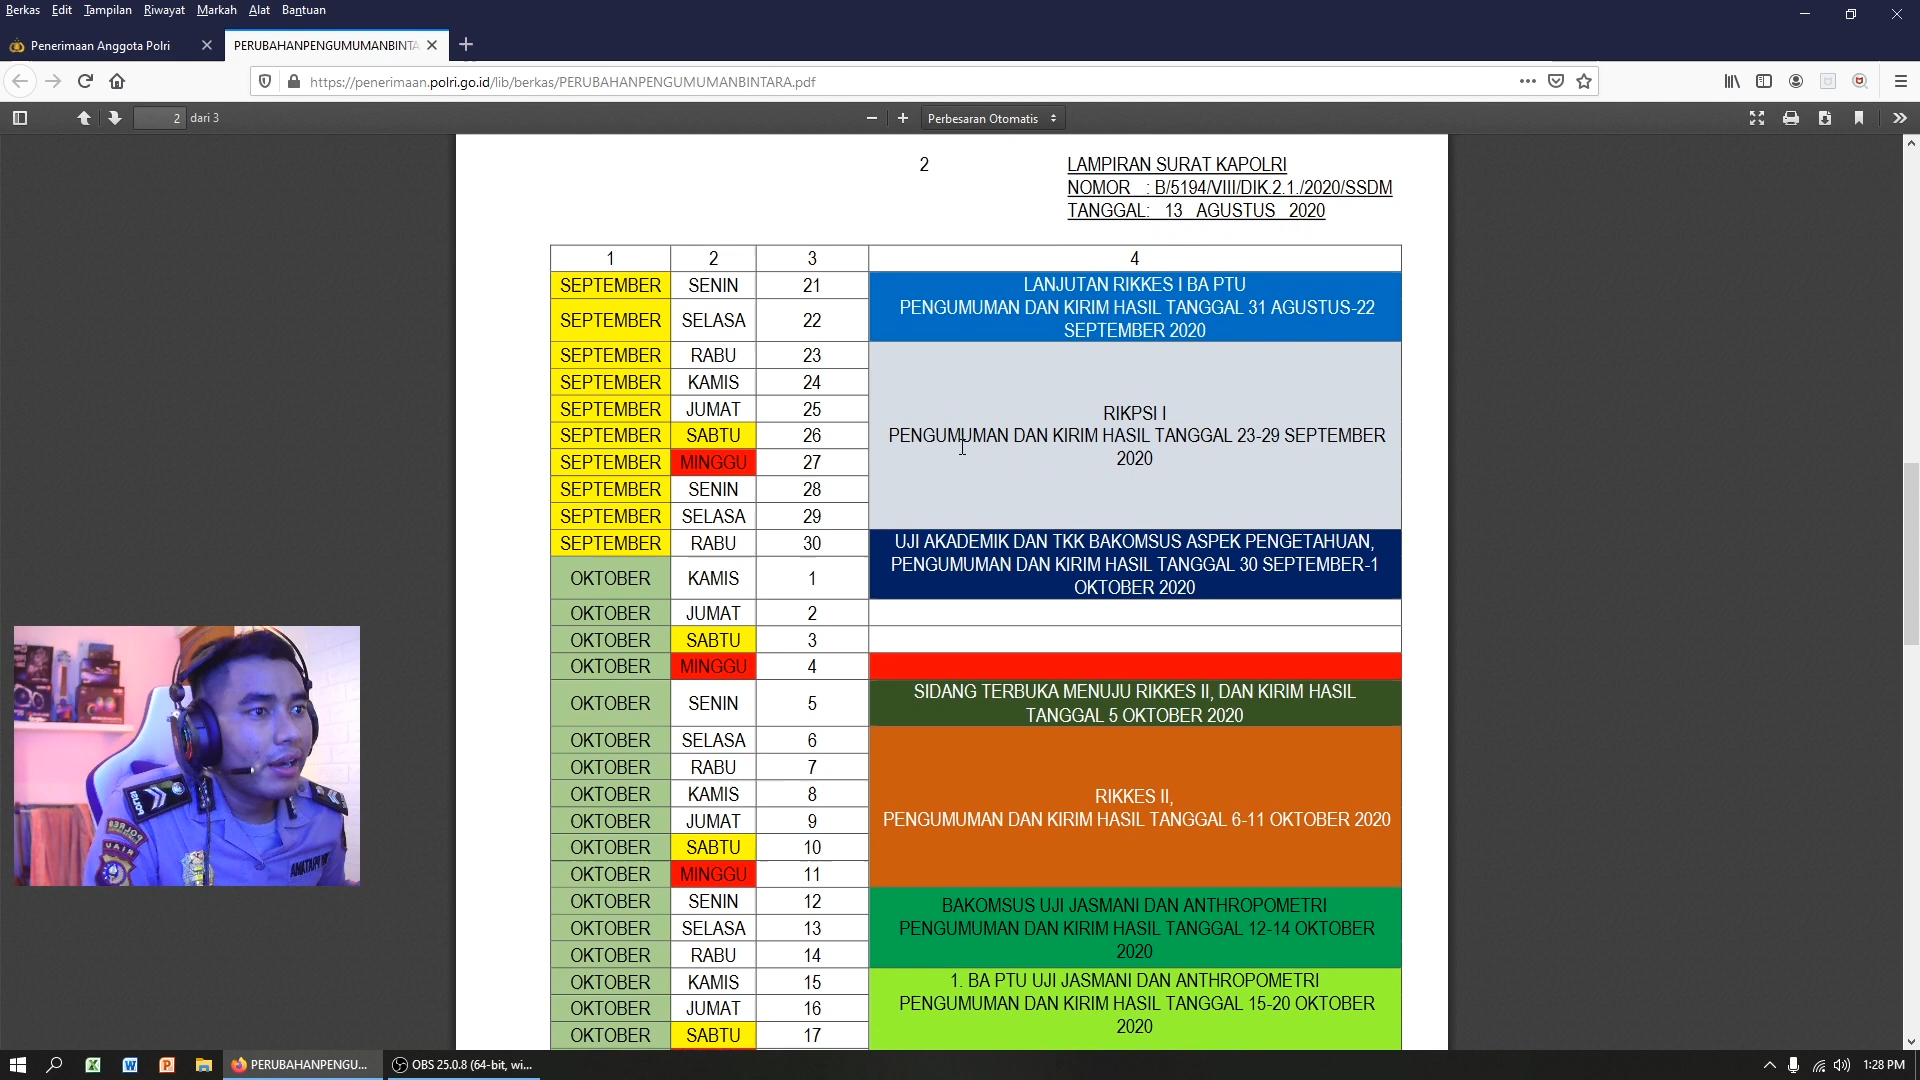 Berkas Edit Tampilan Riwayat Markah Alat Bantuan
Penerimaan Anggota Polri
PERUBAHANPENGUMUMANBINTA
https://penerimaan.polri.go.id/lib/berkas/PERUBAHANPENGUMUMANBINTARA.pdf
2 dari 3
Perbesaran Otomatis
2
LAMPIRAN SURAT KAPOLRI
NOMOR : B/5194/VIII/DIK.2.1./2020/SSDM
TANGGAL: 13 AGUSTUS 2020
1 2 3 4
SEPTEMBER SENIN 21
SEPTEMBER SELASA 22
LANJUTAN RIKKES I BA PTU
PENGUMUMAN DAN KIRIM HASIL TANGGAL 31 AGUSTUS-22
SEPTEMBER 2020
SEPTEMBER RABU 23
SEPTEMBER KAMIS 24
SEPTEMBER JUMAT 25
SEPTEMBER SABTU 26
SEPTEMBER MINGGU 27
SEPTEMBER SENIN 28
SEPTEMBER SELASA 29
RIKPSI I
PENGUMUMAN DAN KIRIM HASIL TANGGAL 23-29 SEPTEMBER
2020
SEPTEMBER RABU 30
OKTOBER KAMIS 1
UJI AKADEMIK DAN TKK BAKOMSUS ASPEK PENGETAHUAN,
PENGUMUMAN DAN KIRIM HASIL TANGGAL 30 SEPTEMBER-1
OKTOBER 2020
OKTOBER JUMAT 2
OKTOBER SABTU 3
OKTOBER MINGGU 4
OKTOBER SENIN 5
SIDANG TERBUKA MENUJU RIKKES II, DAN KIRIM HASIL
TANGGAL 5 OKTOBER 2020
OKTOBER SELASA 6
OKTOBER RABU 7
OKTOBER KAMIS 8
OKTOBER JUMAT 9
OKTOBER SABTU 10
OKTOBER MINGGU 11
RIKKES II,
PENGUMUMAN DAN KIRIM HASIL TANGGAL 6-11 OKTOBER 2020
OKTOBER SENIN 12
OKTOBER SELASA 13
OKTOBER RABU 14
BAKOMSUS UJI JASMANI DAN ANTHROPOMETRI
PENGUMUMAN DAN KIRIM HASIL TANGGAL 12-14 OKTOBER
2020
OKTOBER KAMIS 15
OKTOBER JUMAT 16
OKTOBER SABTU 17
1. BA PTU UJI JASMANI DAN ANTHROPOMETRI
PENGUMUMAN DAN KIRIM HASIL TANGGAL 15-20 OKTOBER
2020
POLRES
RIAU
PERUBAHANPENGU...
OBS 25.0.8 (64-bit, wi...
1:28 PM